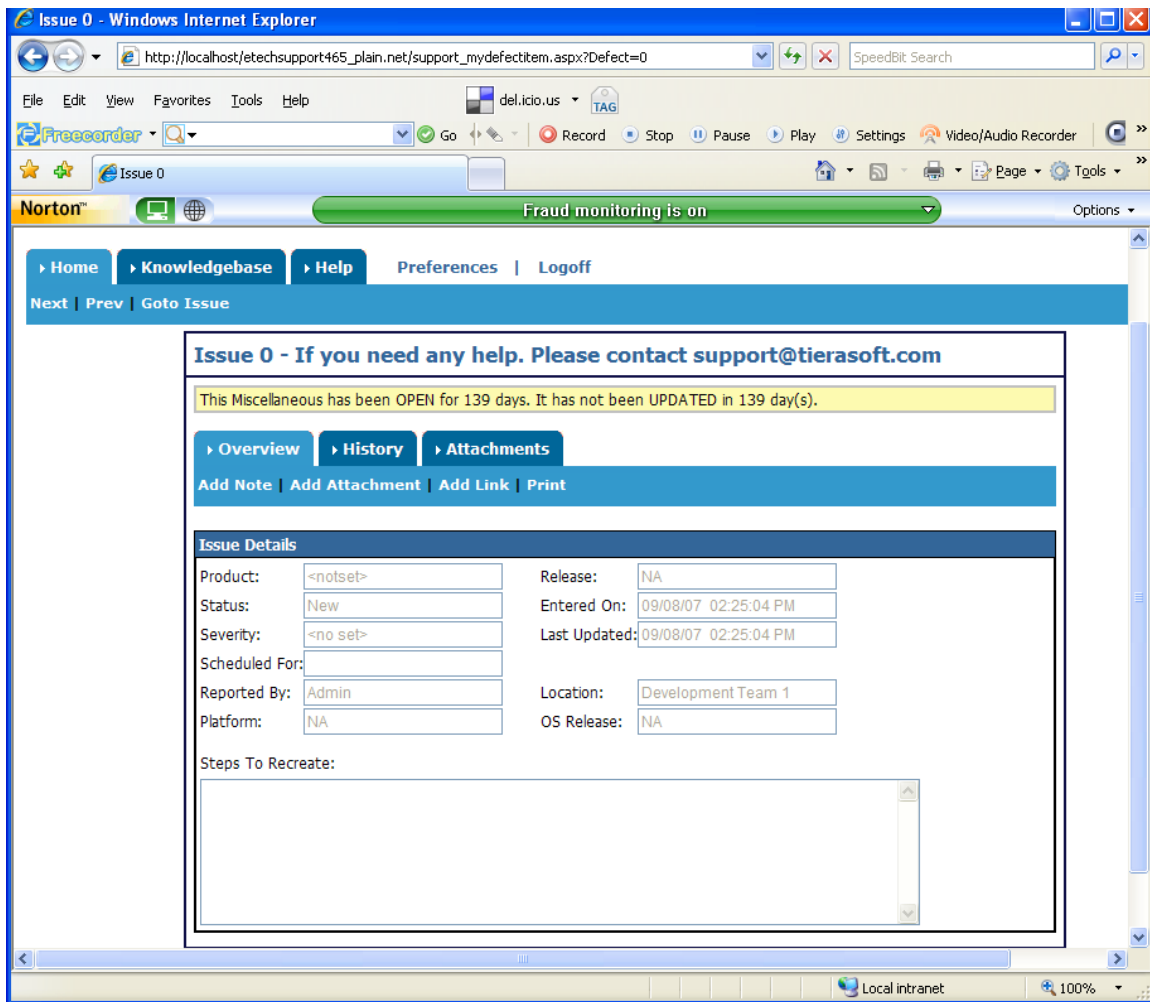 Issue 0 - Windows Internet Explorer
http://localhost/etechsupport465_plain.net/support_mydefectitem.aspx?Defect=0 SpeedBit Search
File Edit View Favorites Tools Help del.icio.us TAG
Freecorder Go Record Stop Pause Play Settings Video/Audio Recorder »
Issue 0 Page Tools »
Norton™ Fraud monitoring is on Options
Home Knowledgebase Help Preferences | Logoff
Next | Prev | Goto Issue
Issue 0 - If you need any help. Please contact support@tierasoft.com
This Miscellaneous has been OPEN for 139 days. It has not been UPDATED in 139 day(s).
Overview History Attachments
Add Note | Add Attachment | Add Link | Print
Issue Details
Product: <notset> Release: NA
Status: New Entered On: 09/08/07 02:25:04 PM
Severity: <no set> Last Updated: 09/08/07 02:25:04 PM
Scheduled For:
Reported By: Admin Location: Development Team 1
Platform: NA OS Release: NA
Steps To Recreate:
Local intranet 100%